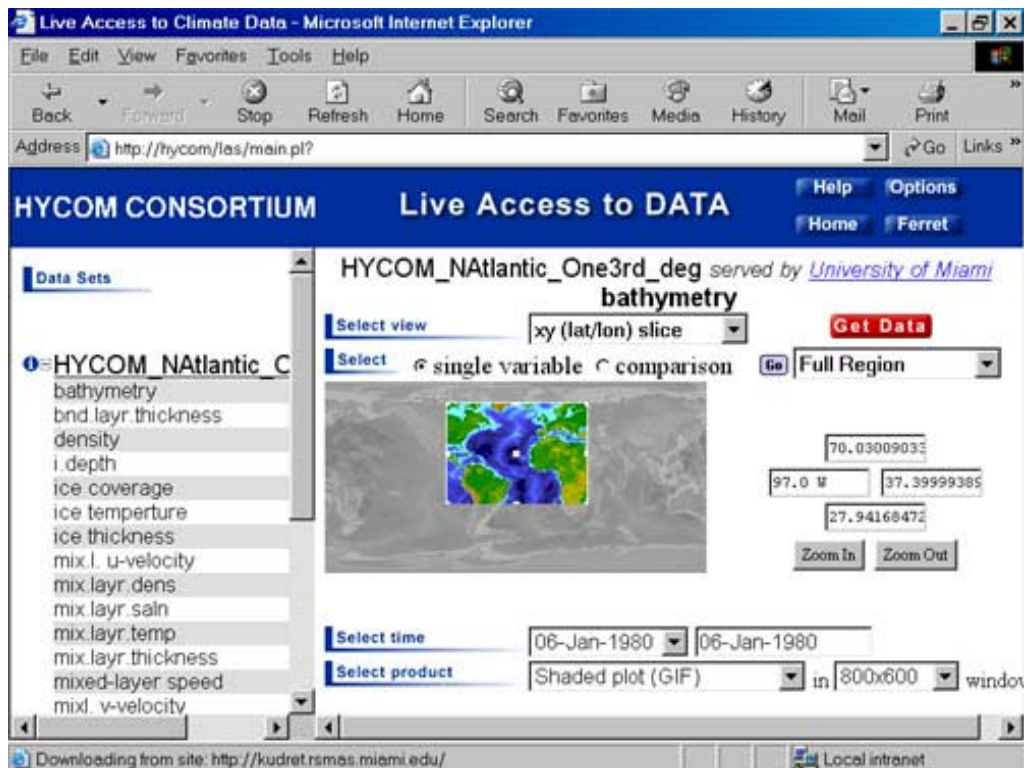 Live Access to Climate Data - Microsoft Internet Explorer
File Edit View Favorites Tools Help
Back Forward Stop Refresh Home Search Favorites Media History Mail Print
Address http://hycom/las/main.pl? Go Links
HYCOM CONSORTIUM
Live Access to DATA
Help Options
Home Ferret
Data Sets
HYCOM_NAtlantic_O
bathymetry
bnd.layr.thickness
density
i.depth
ice coverage
ice temperture
ice thickness
mix.l. u-velocity
mix.layr.dens
mix.layr.saln
mix.layr.temp
mix.layr.thickness
mixed-layer speed
mixl. v-velocity
HYCOM_NAtlantic_One3rd_deg served by University of Miami
bathymetry
Select view xy (lat/lon) slice Get Data
Select single variable comparison Go Full Region
70.03009033
97.0 W 37.39999389
27.94168472
Zoom In Zoom Out
Select time 06-Jan-1980 06-Jan-1980
Select product Shaded plot (GIF) in 800x600 window
Downloading from site: http://kudret.rsmas.miami.edu/ Local intranet